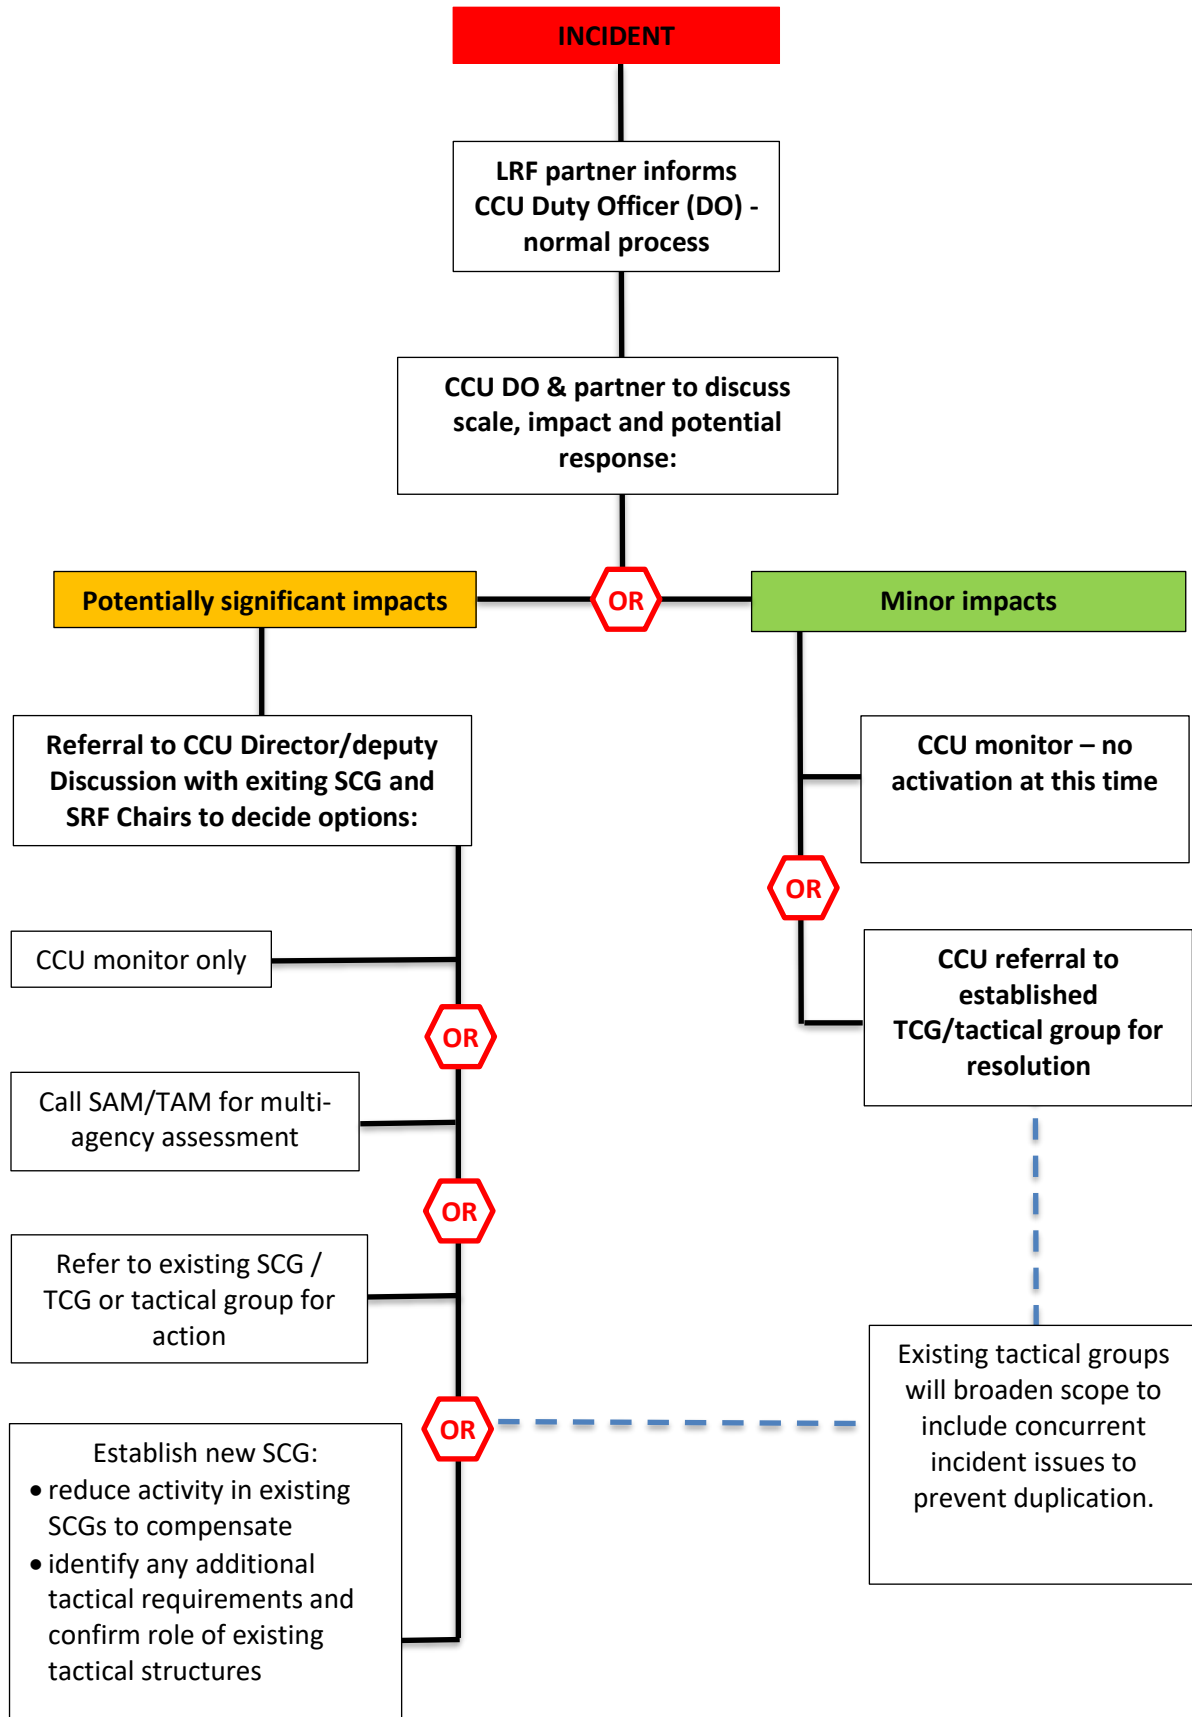 INCIDENT
LRF partner informs
CCU Duty Officer (DO) -
normal process
CCU DO & partner to discuss
scale, impact and potential
response:
Potentially significant impacts
OR
Minor impacts
Referral to CCU Director/deputy
Discussion with exiting SCG and
SRF Chairs to decide options:
CCU monitor only
OR
Call SAM/TAM for multi-
agency assessment
OR
Refer to existing SCG /
TCG or tactical group for
action
OR
Establish new SCG:
• reduce activity in existing
SCGs to compensate
• identify any additional
tactical requirements and
confirm role of existing
tactical structures
CCU monitor – no
activation at this time
OR
CCU referral to
established
TCG/tactical group for
resolution
Existing tactical groups
will broaden scope to
include concurrent
incident issues to
prevent duplication.